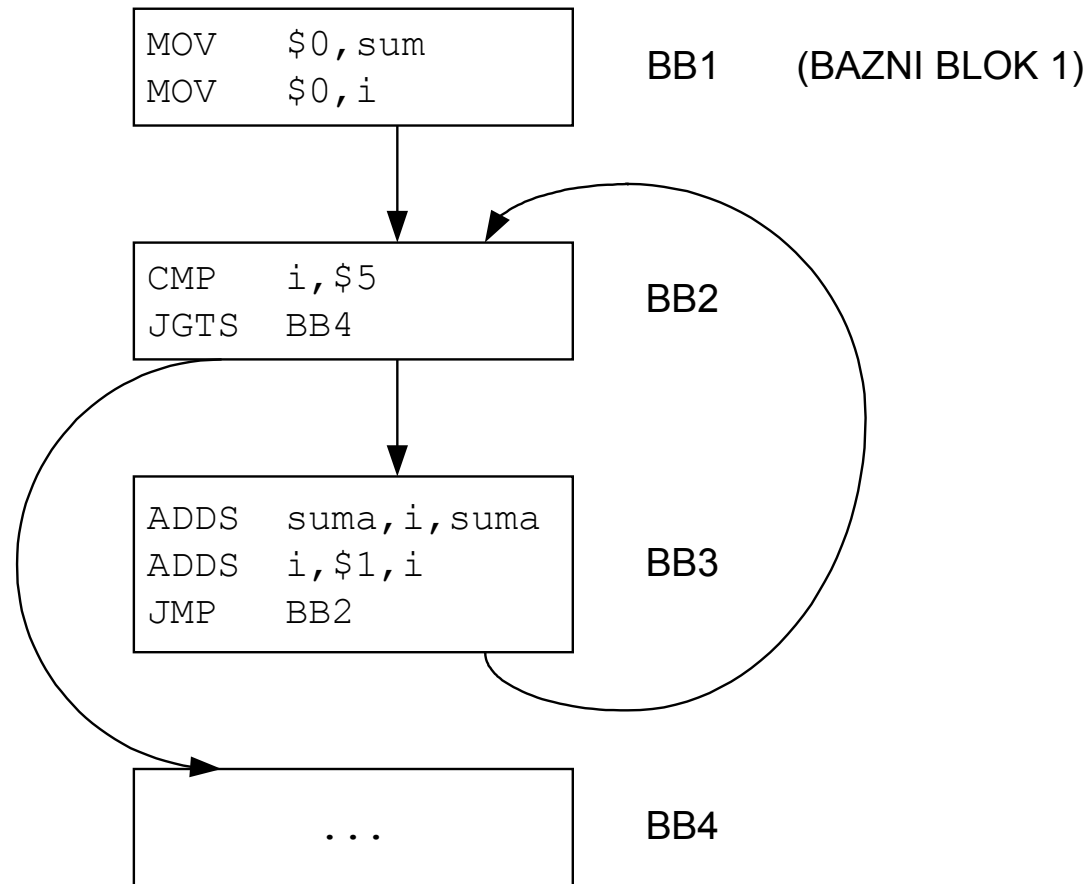 MOV $0,sum
MOV $0,i
BB1 (BAZNI BLOK 1)
CMP i,$5
JGTS BB4
BB2
ADDS suma,i,suma
ADDS i,$1,i
JMP BB2
BB3
...
BB4